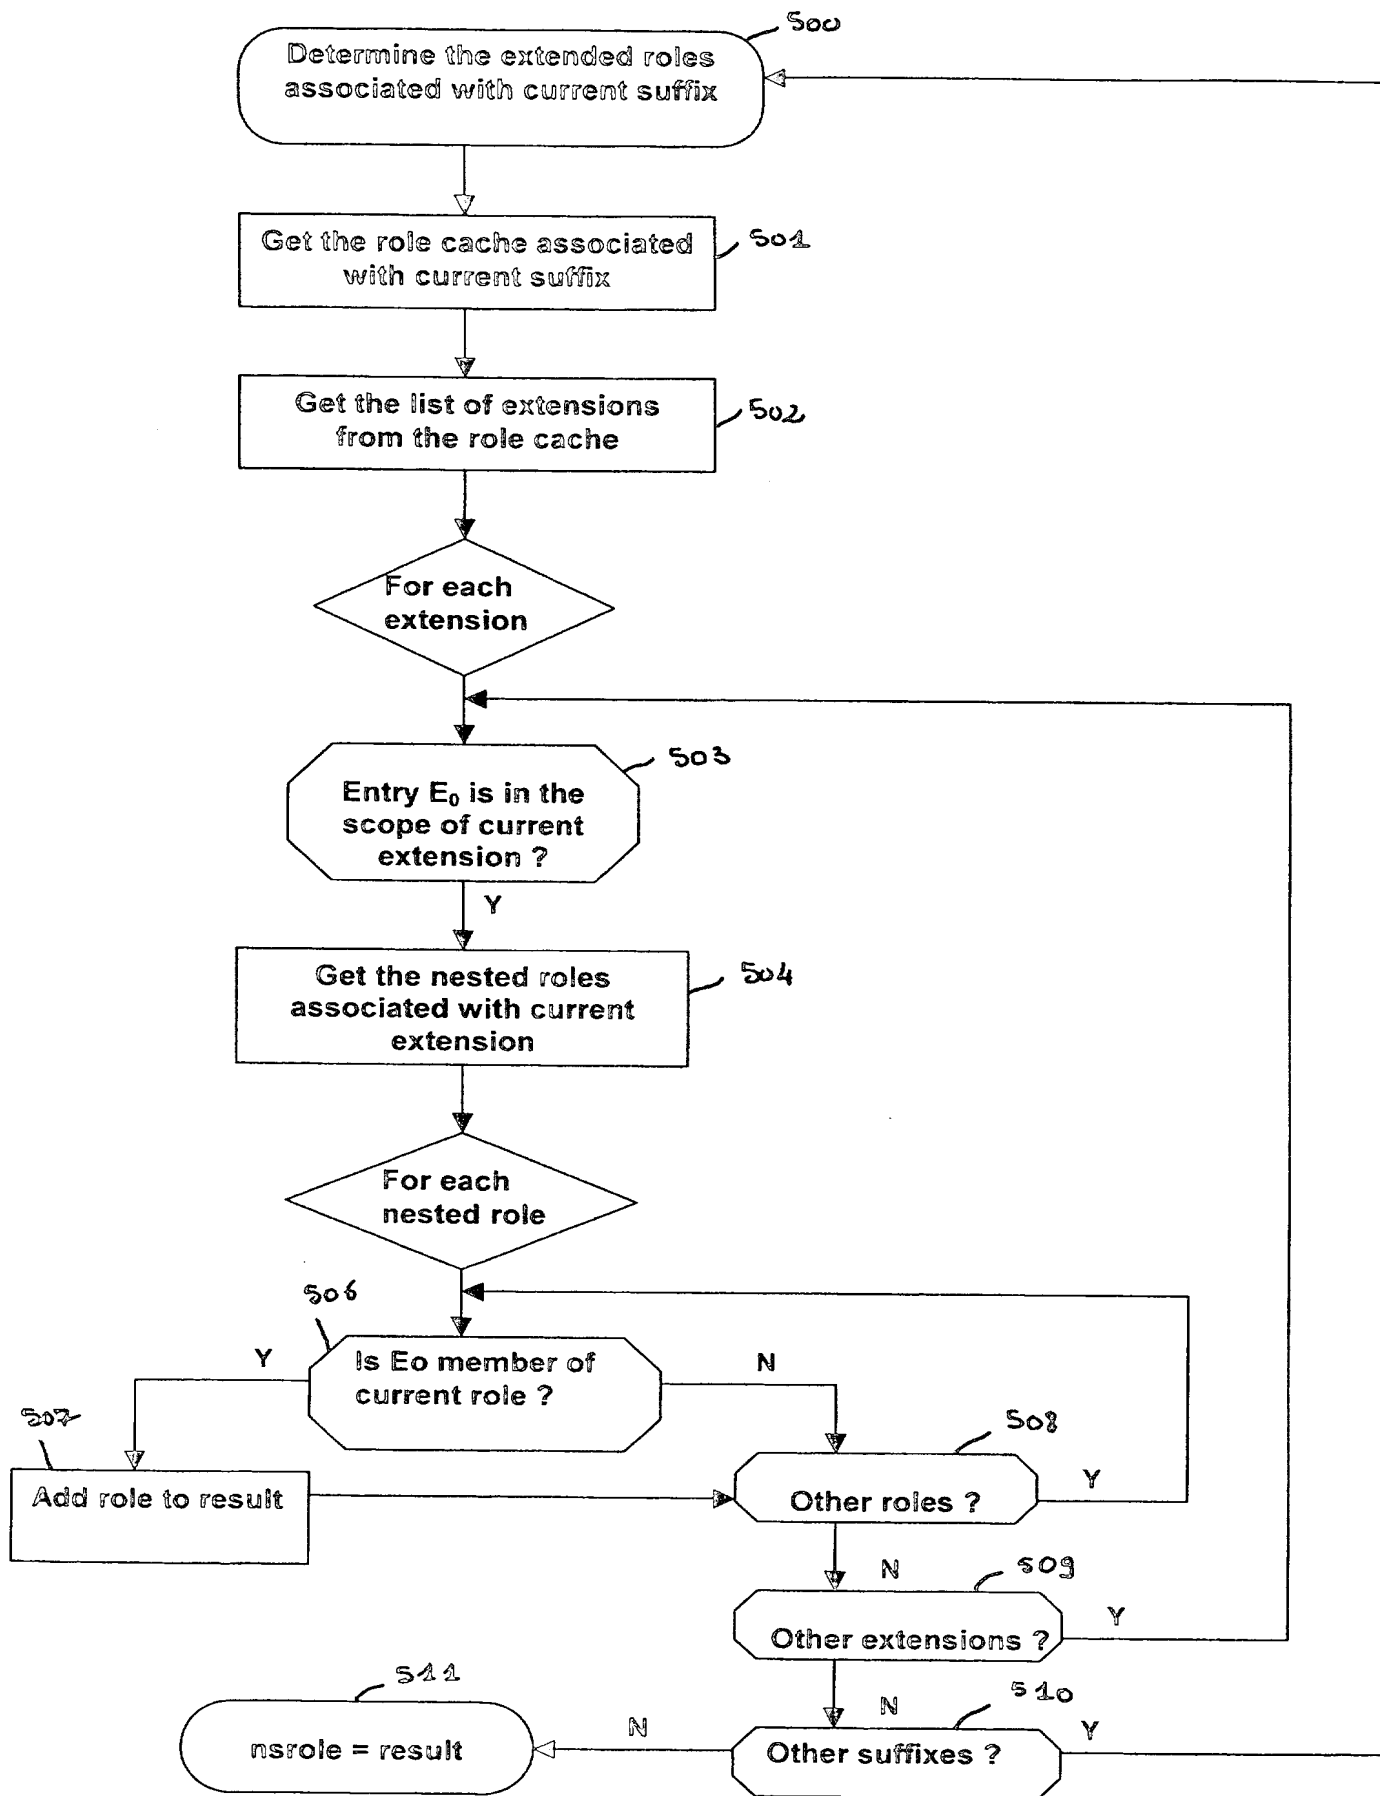 500
Determine the extended roles
associated with current suffix
Get the role cache associated
with current suffix
501
Get the list of extensions
from the role cache
502
For each
extension
503
Entry E₀ is in the
scope of current
extension ?
Y
504
Get the nested roles
associated with current
extension
For each
nested role
506
Y
Is Eo member of
current role ?
N
507
Add role to result
508
Other roles ?
Y
N
509
Other extensions ?
Y
N
510
Other suffixes ?
Y
N
511
nsrole = result